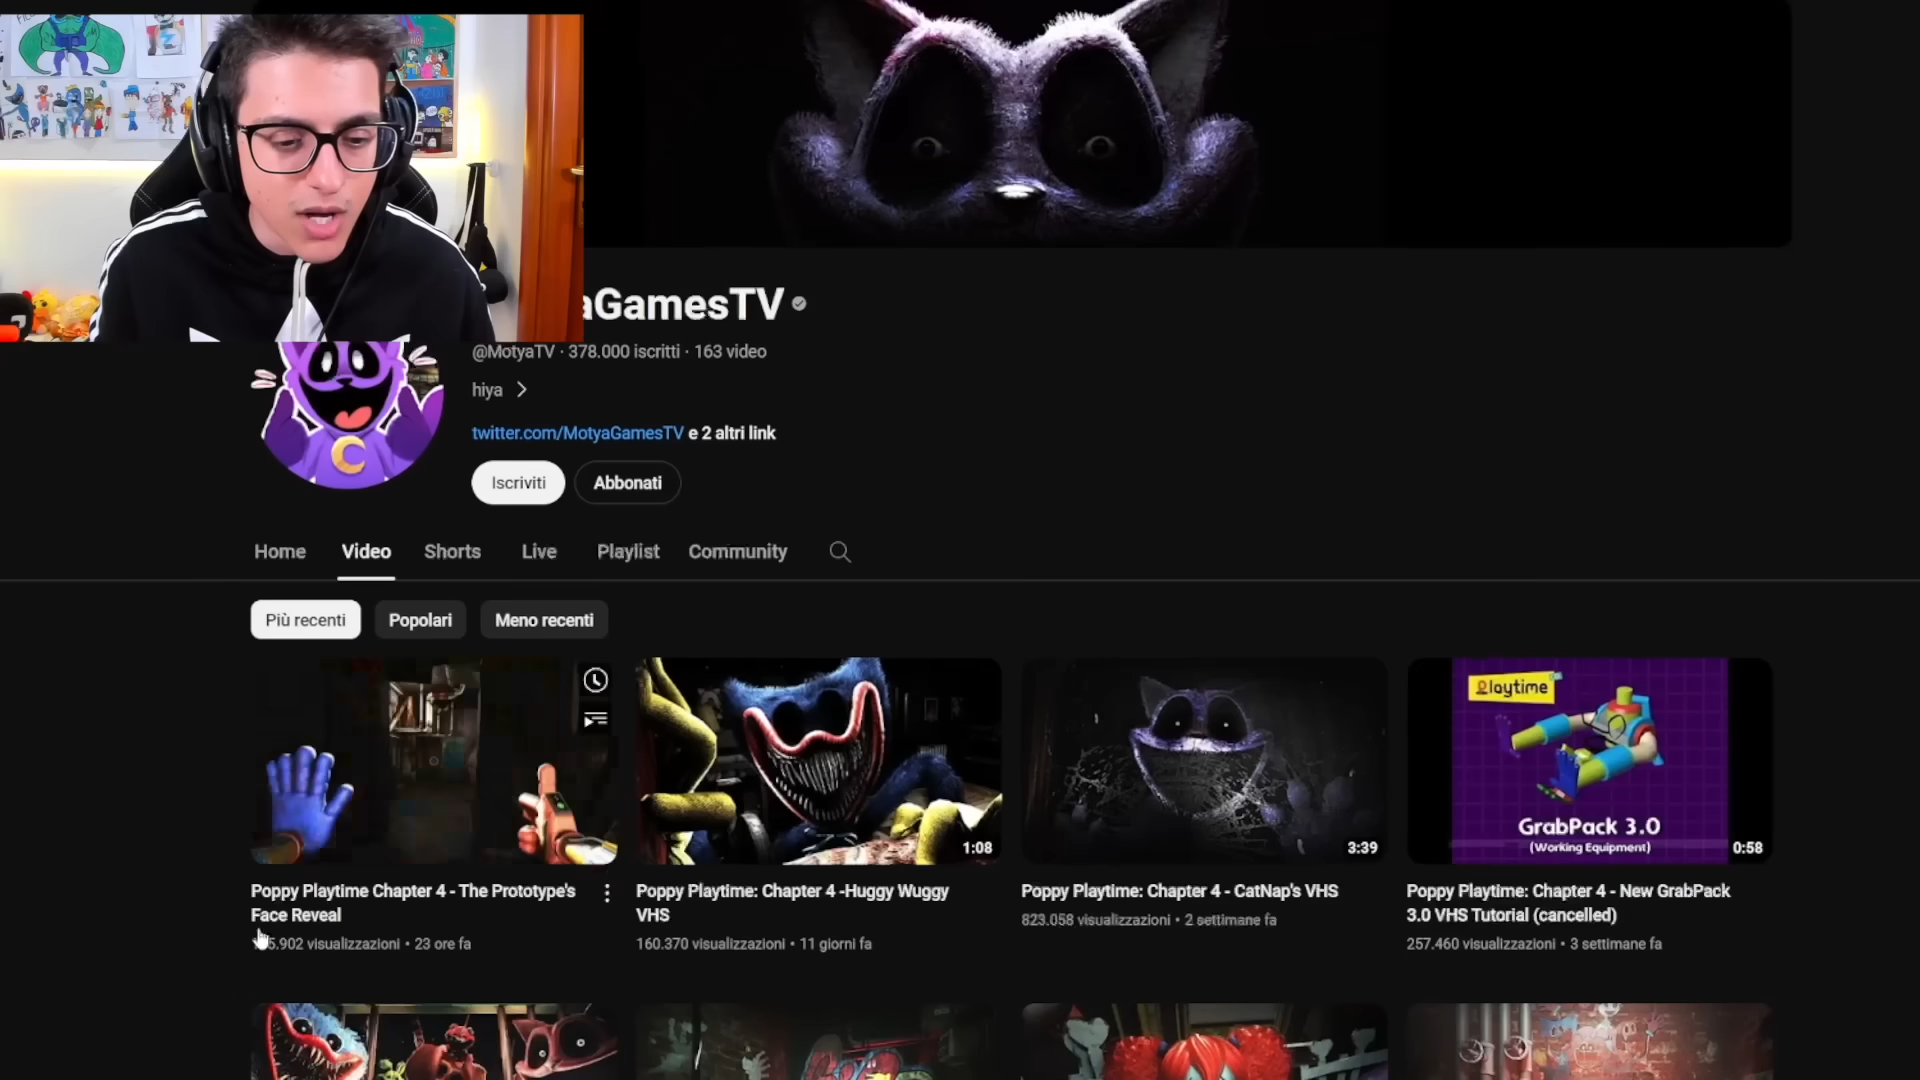 aGamesTV
@MotyaTV · 378.000 iscritti · 163 video
hiya
twitter.com/MotyaGamesTV e 2 altri link
Iscriviti
Abbonati
Home
Video
Shorts
Live
Playlist
Community
Più recenti
Popolari
Meno recenti
1:08
3:39
Playtime
GrabPack 3.0
(Working Equipment)
0:58
Poppy Playtime Chapter 4 - The Prototype's
Face Reveal
5.902 visualizzazioni • 23 ore fa
Poppy Playtime: Chapter 4 -Huggy Wuggy
VHS
160.370 visualizzazioni • 11 giorni fa
Poppy Playtime: Chapter 4 - CatNap's VHS
823.058 visualizzazioni • 2 settimane fa
Poppy Playtime: Chapter 4 - New GrabPack
3.0 VHS Tutorial (cancelled)
257.460 visualizzazioni • 3 settimane fa